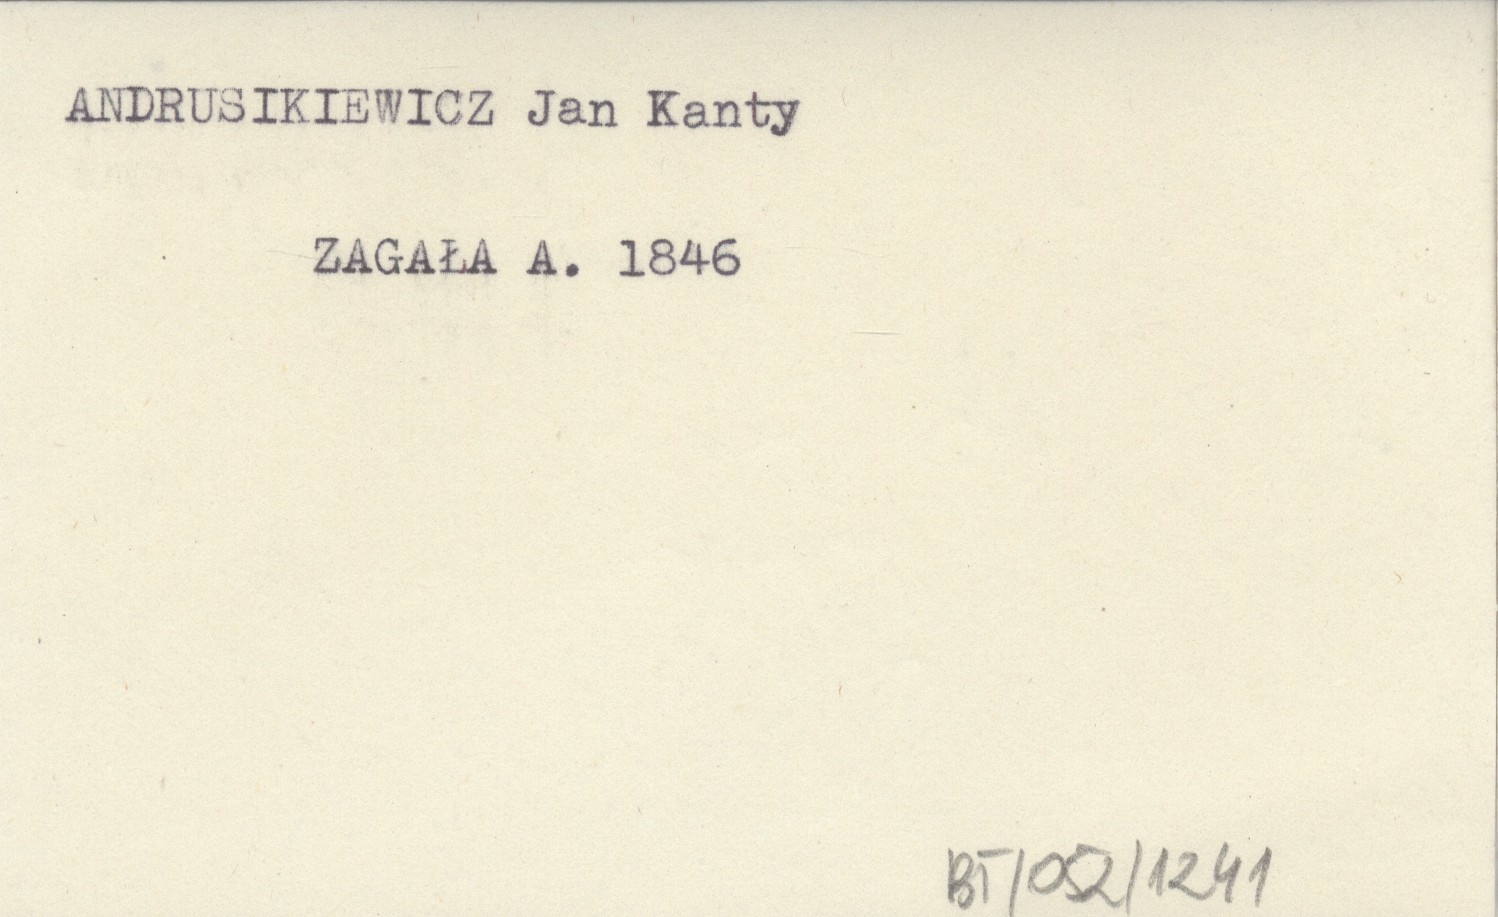 ANDRUSIKIEWICZ Jan Kanty
ZAGAŁA A. 1846
BT/052/1241